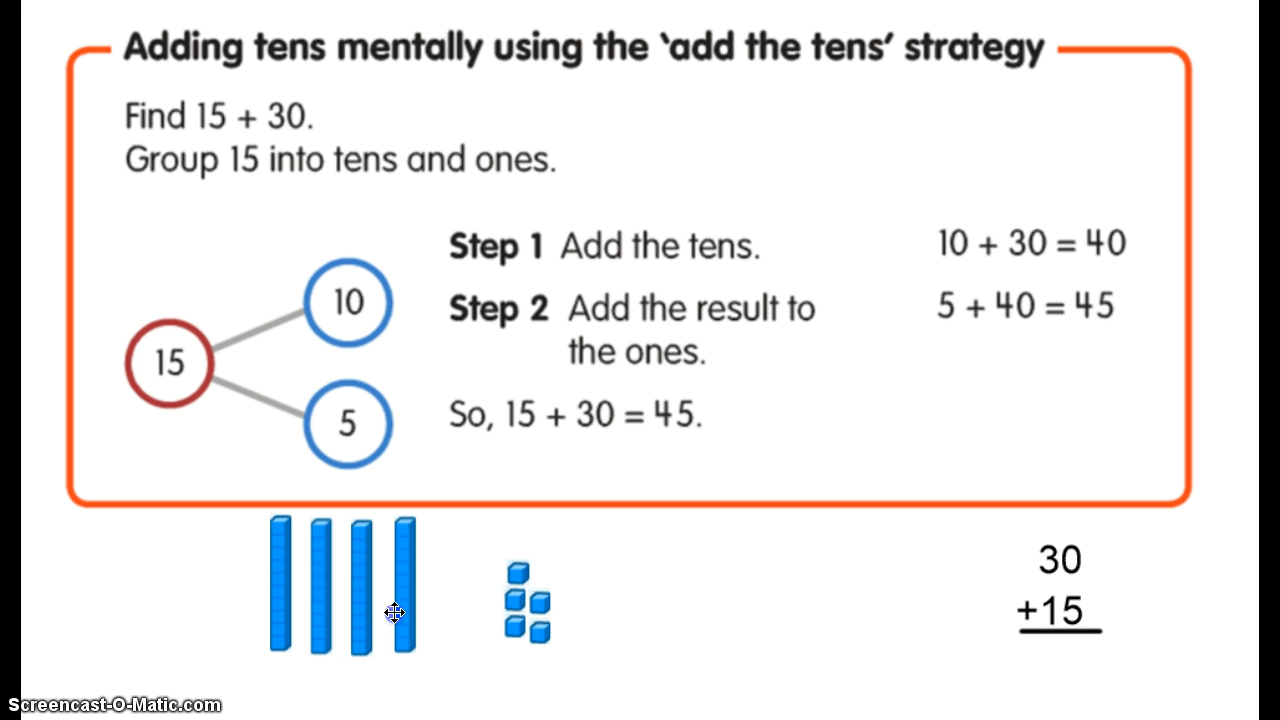 Adding tens mentally using the ‘add the tens’ strategy
Find 15 + 30.
Group 15 into tens and ones.
15
10
5
Step 1 Add the tens. 10 + 30 = 40
Step 2 Add the result to 5 + 40 = 45
the ones.
So, 15 + 30 = 45.
30
+15
Screencast-O-Matic.com